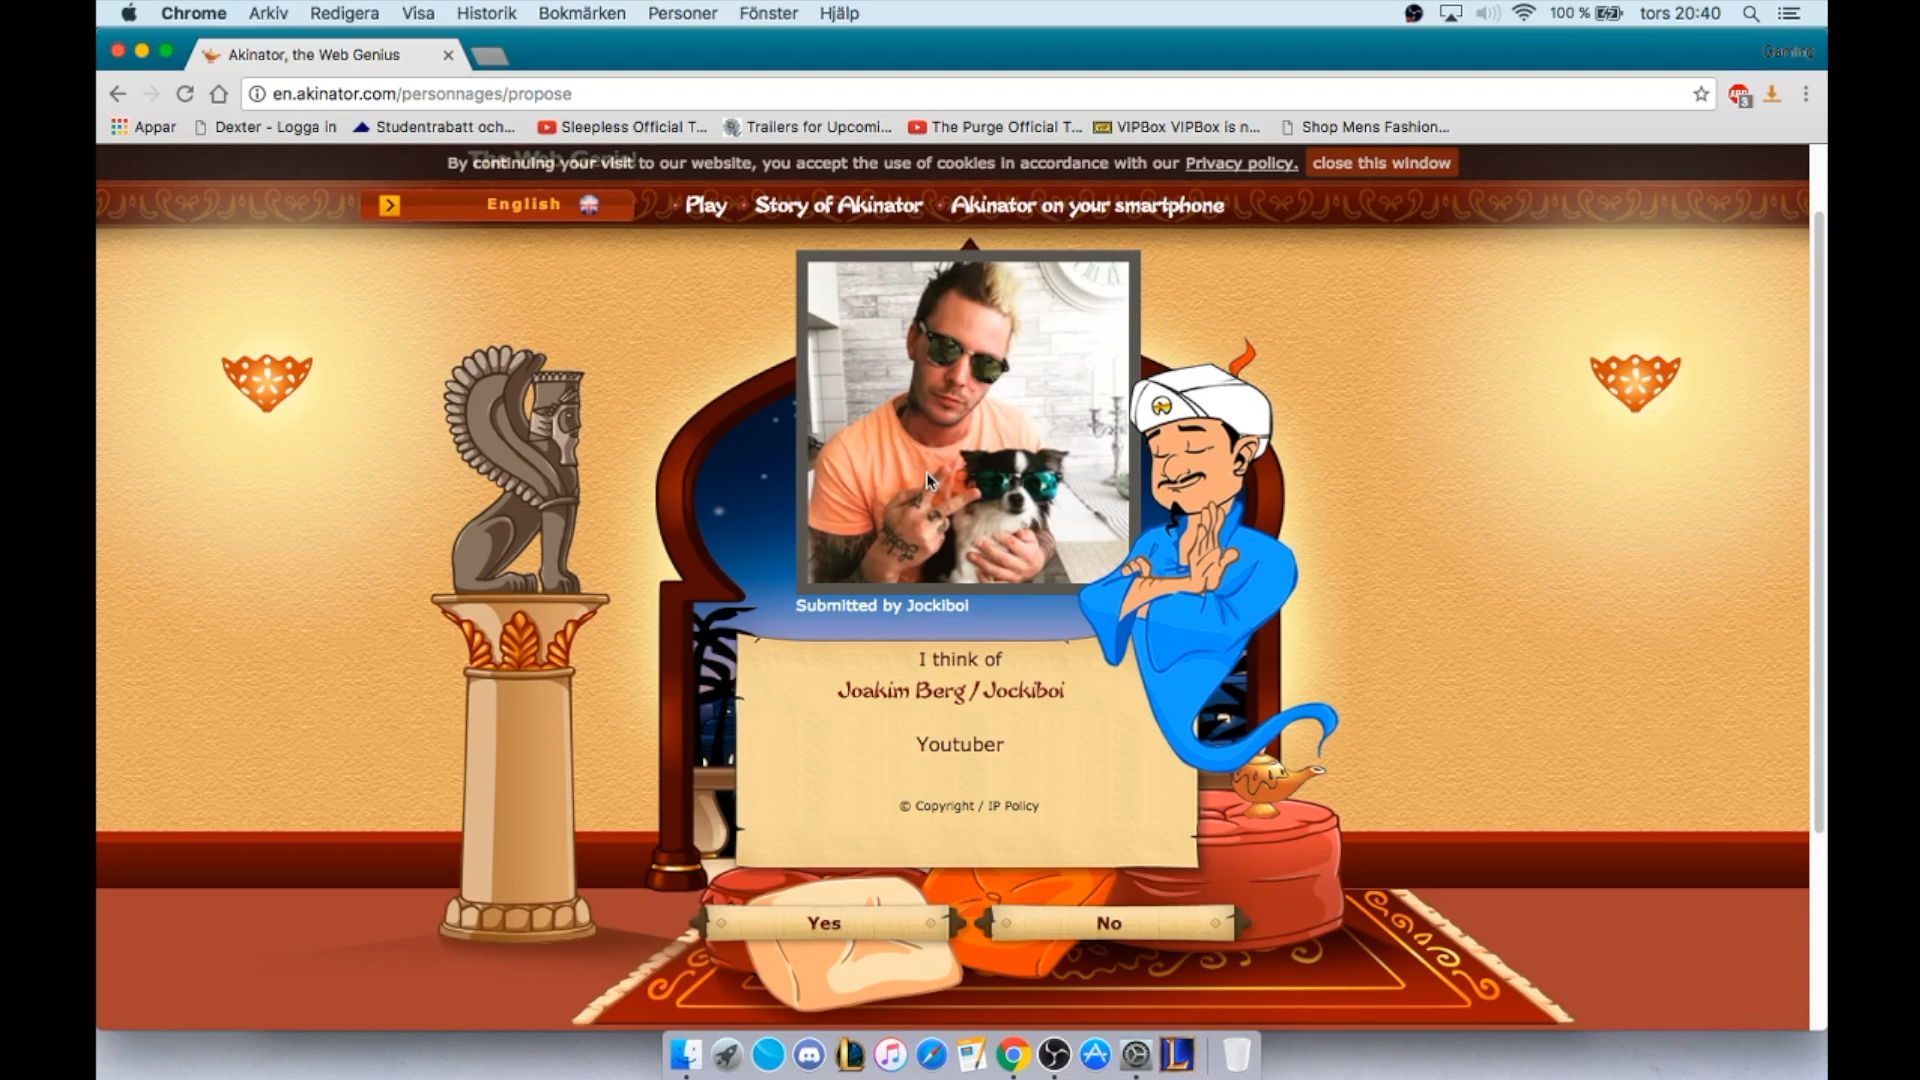 Chrome Arkiv Redigera Visa Historik Bokmärken Personer Fönster Hjälp 100 % tors 20:40
Akinator, the Web Genius Gaming
en.akinator.com/personnages/propose
Appar Dexter - Logga in Studentrabatt och... Sleepless Official T... Trailers for Upcomi... The Purge Official T... VIPBox VIPBox is n... Shop Mens Fashion...
By continuing your visit to our website, you accept the use of cookies in accordance with our Privacy policy. close this window
English Play Story of Akinator Akinator on your smartphone
Submitted by Jockiboi
I think of
Joakim Berg / Jockiboi
Youtuber
© Copyright / IP Policy
Yes No